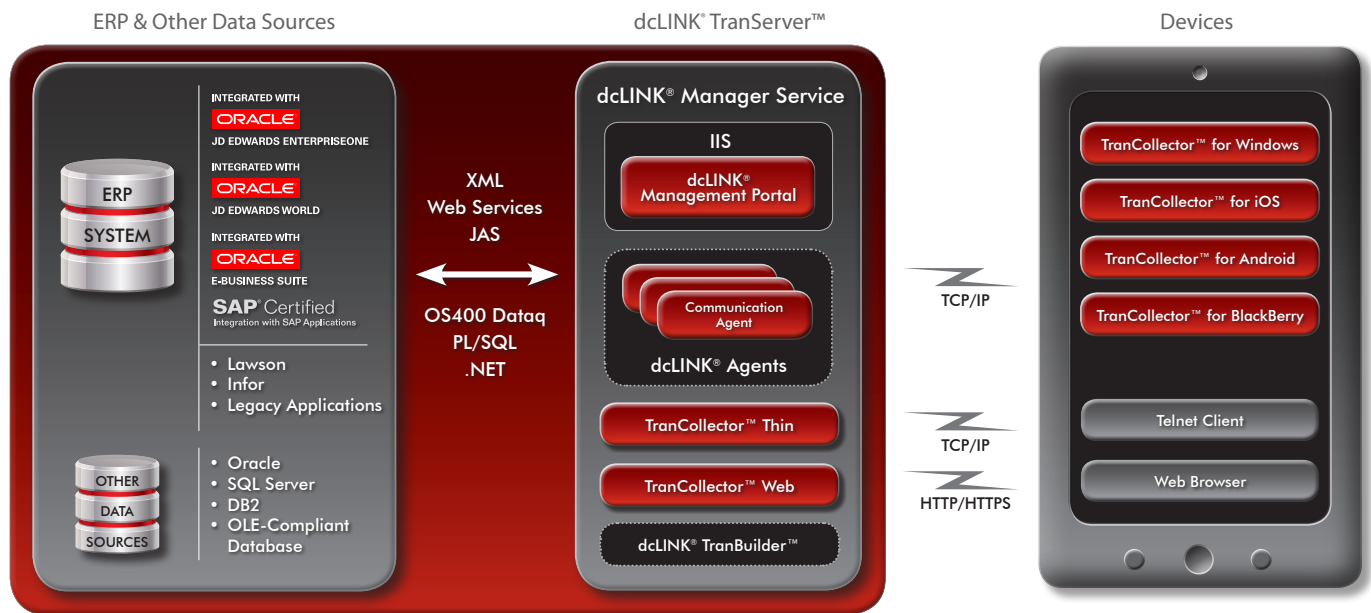 ERP & Other Data Sources
dcLINK® TranServer™
Devices
INTEGRATED WITH
ORACLE
JD EDWARDS ENTERPRISEONE
INTEGRATED WITH
ORACLE
JD EDWARDS WORLD
INTEGRATED WITH
ORACLE
E-BUSINESS SUITE
SAP® Certified
Integration with SAP Applications
ERP
SYSTEM
• Lawson
• Infor
• Legacy Applications
OTHER
DATA
SOURCES
• Oracle
• SQL Server
• DB2
• OLE-Compliant
Database
XML
Web Services
JAS
OS400 Dataq
PL/SQL
.NET
dcLINK® Manager Service
IIS
dcLINK®
Management Portal
Communication
Agent
dcLINK® Agents
TranCollector™ Thin
TranCollector™ Web
dcLINK® TranBuilder™
TCP/IP
TCP/IP
HTTP/HTTPS
TranCollector™ for Windows
TranCollector™ for iOS
TranCollector™ for Android
TranCollector™ for BlackBerry
Telnet Client
Web Browser